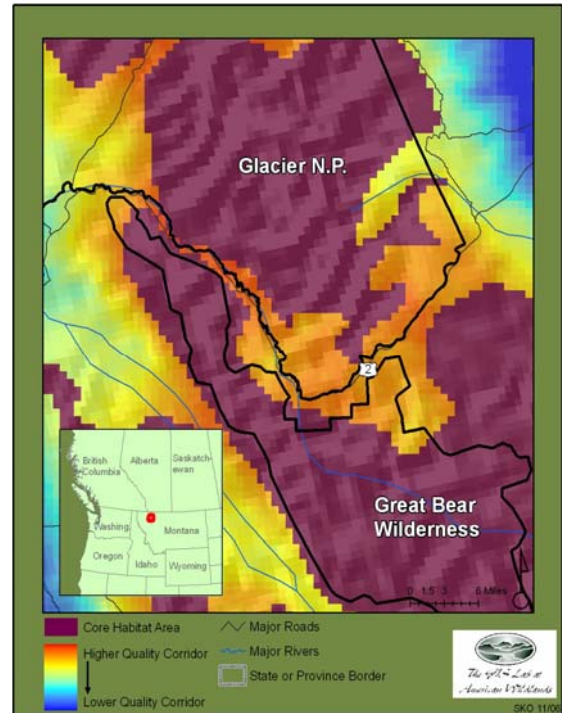 Glacier N.P.
2
Great Bear
Wilderness
British
Columbia
Alberta
Saskatch-
ewan
Washing.
Montana
Oregon
Idaho
Wyoming
0 1.5 3 6 Miles
Core Habitat Area
Higher Quality Corridor
Lower Quality Corridor
Major Roads
Major Rivers
State or Province Border
American Wildlands
SKO 11/06